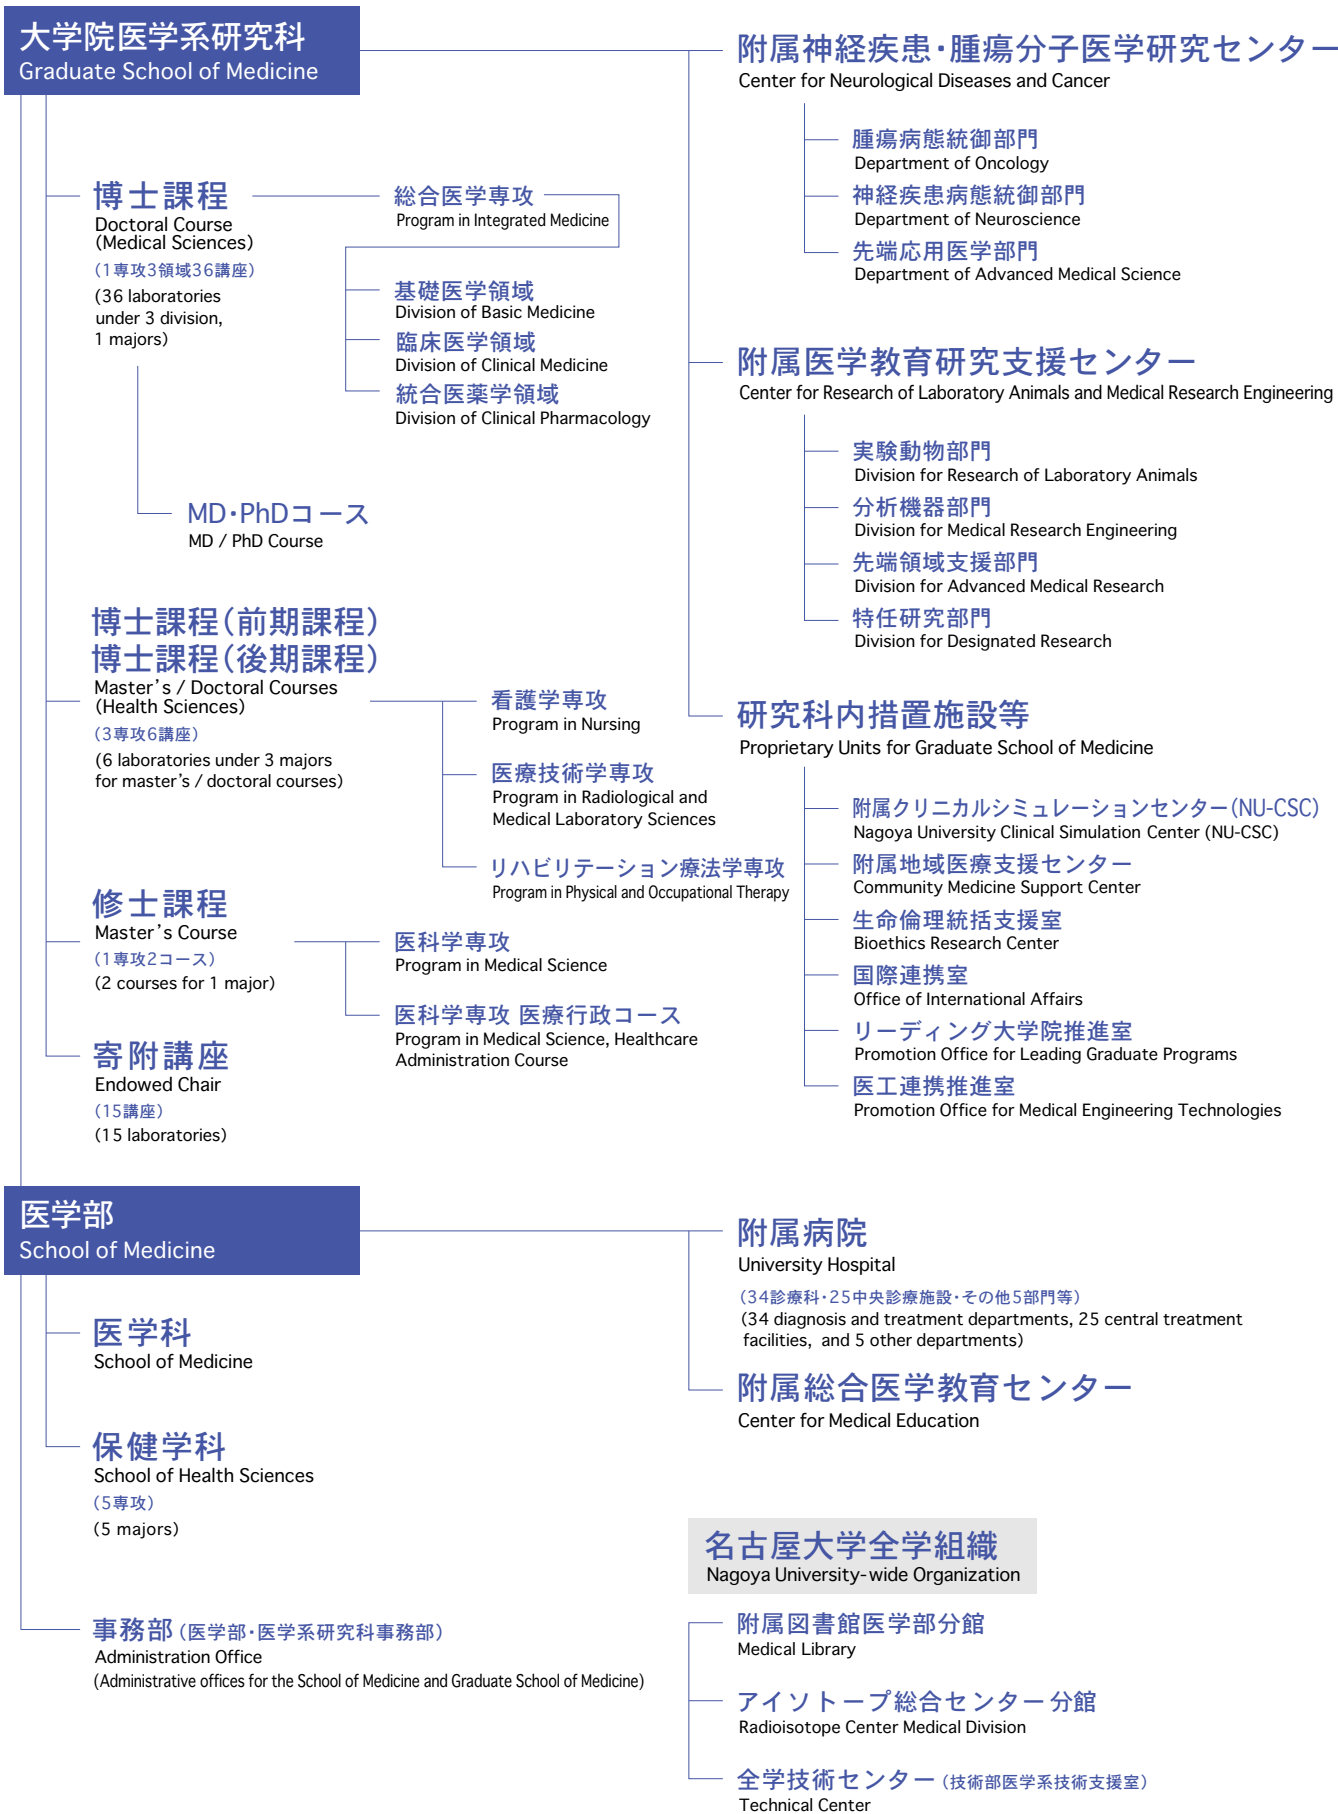 大学院医学系研究科
Graduate School of Medicine
博士課程
Doctoral Course
(Medical Sciences)
(1専攻3領域36講座)
(36 laboratories
under 3 division,
1 majors)
総合医学専攻
Program in Integrated Medicine
基礎医学領域
Division of Basic Medicine
臨床医学領域
Division of Clinical Medicine
統合医薬学領域
Division of Clinical Pharmacology
MD・PhDコース
MD / PhD Course
博士課程(前期課程)
博士課程(後期課程)
Master's / Doctoral Courses
(Health Sciences)
(3専攻6講座)
(6 laboratories under 3 majors
for master's / doctoral courses)
看護学専攻
Program in Nursing
医療技術学専攻
Program in Radiological and
Medical Laboratory Sciences
リハビリテーション療法学専攻
Program in Physical and Occupational Therapy
修士課程
Master's Course
(1専攻2コース)
(2 courses for 1 major)
医科学専攻
Program in Medical Science
医科学専攻 医療行政コース
Program in Medical Science, Healthcare
Administration Course
寄附講座
Endowed Chair
(15講座)
(15 laboratories)
附属神経疾患・腫瘍分子医学研究センター
Center for Neurological Diseases and Cancer
腫瘍病態統御部門
Department of Oncology
神経疾患病態統御部門
Department of Neuroscience
先端応用医学部門
Department of Advanced Medical Science
附属医学教育研究支援センター
Center for Research of Laboratory Animals and Medical Research Engineering
実験動物部門
Division for Research of Laboratory Animals
分析機器部門
Division for Medical Research Engineering
先端領域支援部門
Division for Advanced Medical Research
特任研究部門
Division for Designated Research
研究科内措置施設等
Proprietary Units for Graduate School of Medicine
附属クリニカルシミュレーションセンター(NU-CSC)
Nagoya University Clinical Simulation Center (NU-CSC)
附属地域医療支援センター
Community Medicine Support Center
生命倫理統括支援室
Bioethics Research Center
国際連携室
Office of International Affairs
リーディング大学院推進室
Promotion Office for Leading Graduate Programs
医工連携推進室
Promotion Office for Medical Engineering Technologies
医学部
School of Medicine
医学科
School of Medicine
保健学科
School of Health Sciences
(5専攻)
(5 majors)
事務部(医学部・医学系研究科事務部)
Administration Office
(Administrative offices for the School of Medicine and Graduate School of Medicine)
附属病院
University Hospital
(34診療科・25中央診療施設・その他5部門等)
(34 diagnosis and treatment departments, 25 central treatment
facilities, and 5 other departments)
附属総合医学教育センター
Center for Medical Education
名古屋大学全学組織
Nagoya University-wide Organization
附属図書館医学部分館
Medical Library
アイソトープ総合センター分館
Radioisotope Center Medical Division
全学技術センター(技術部医学系技術支援室)
Technical Center